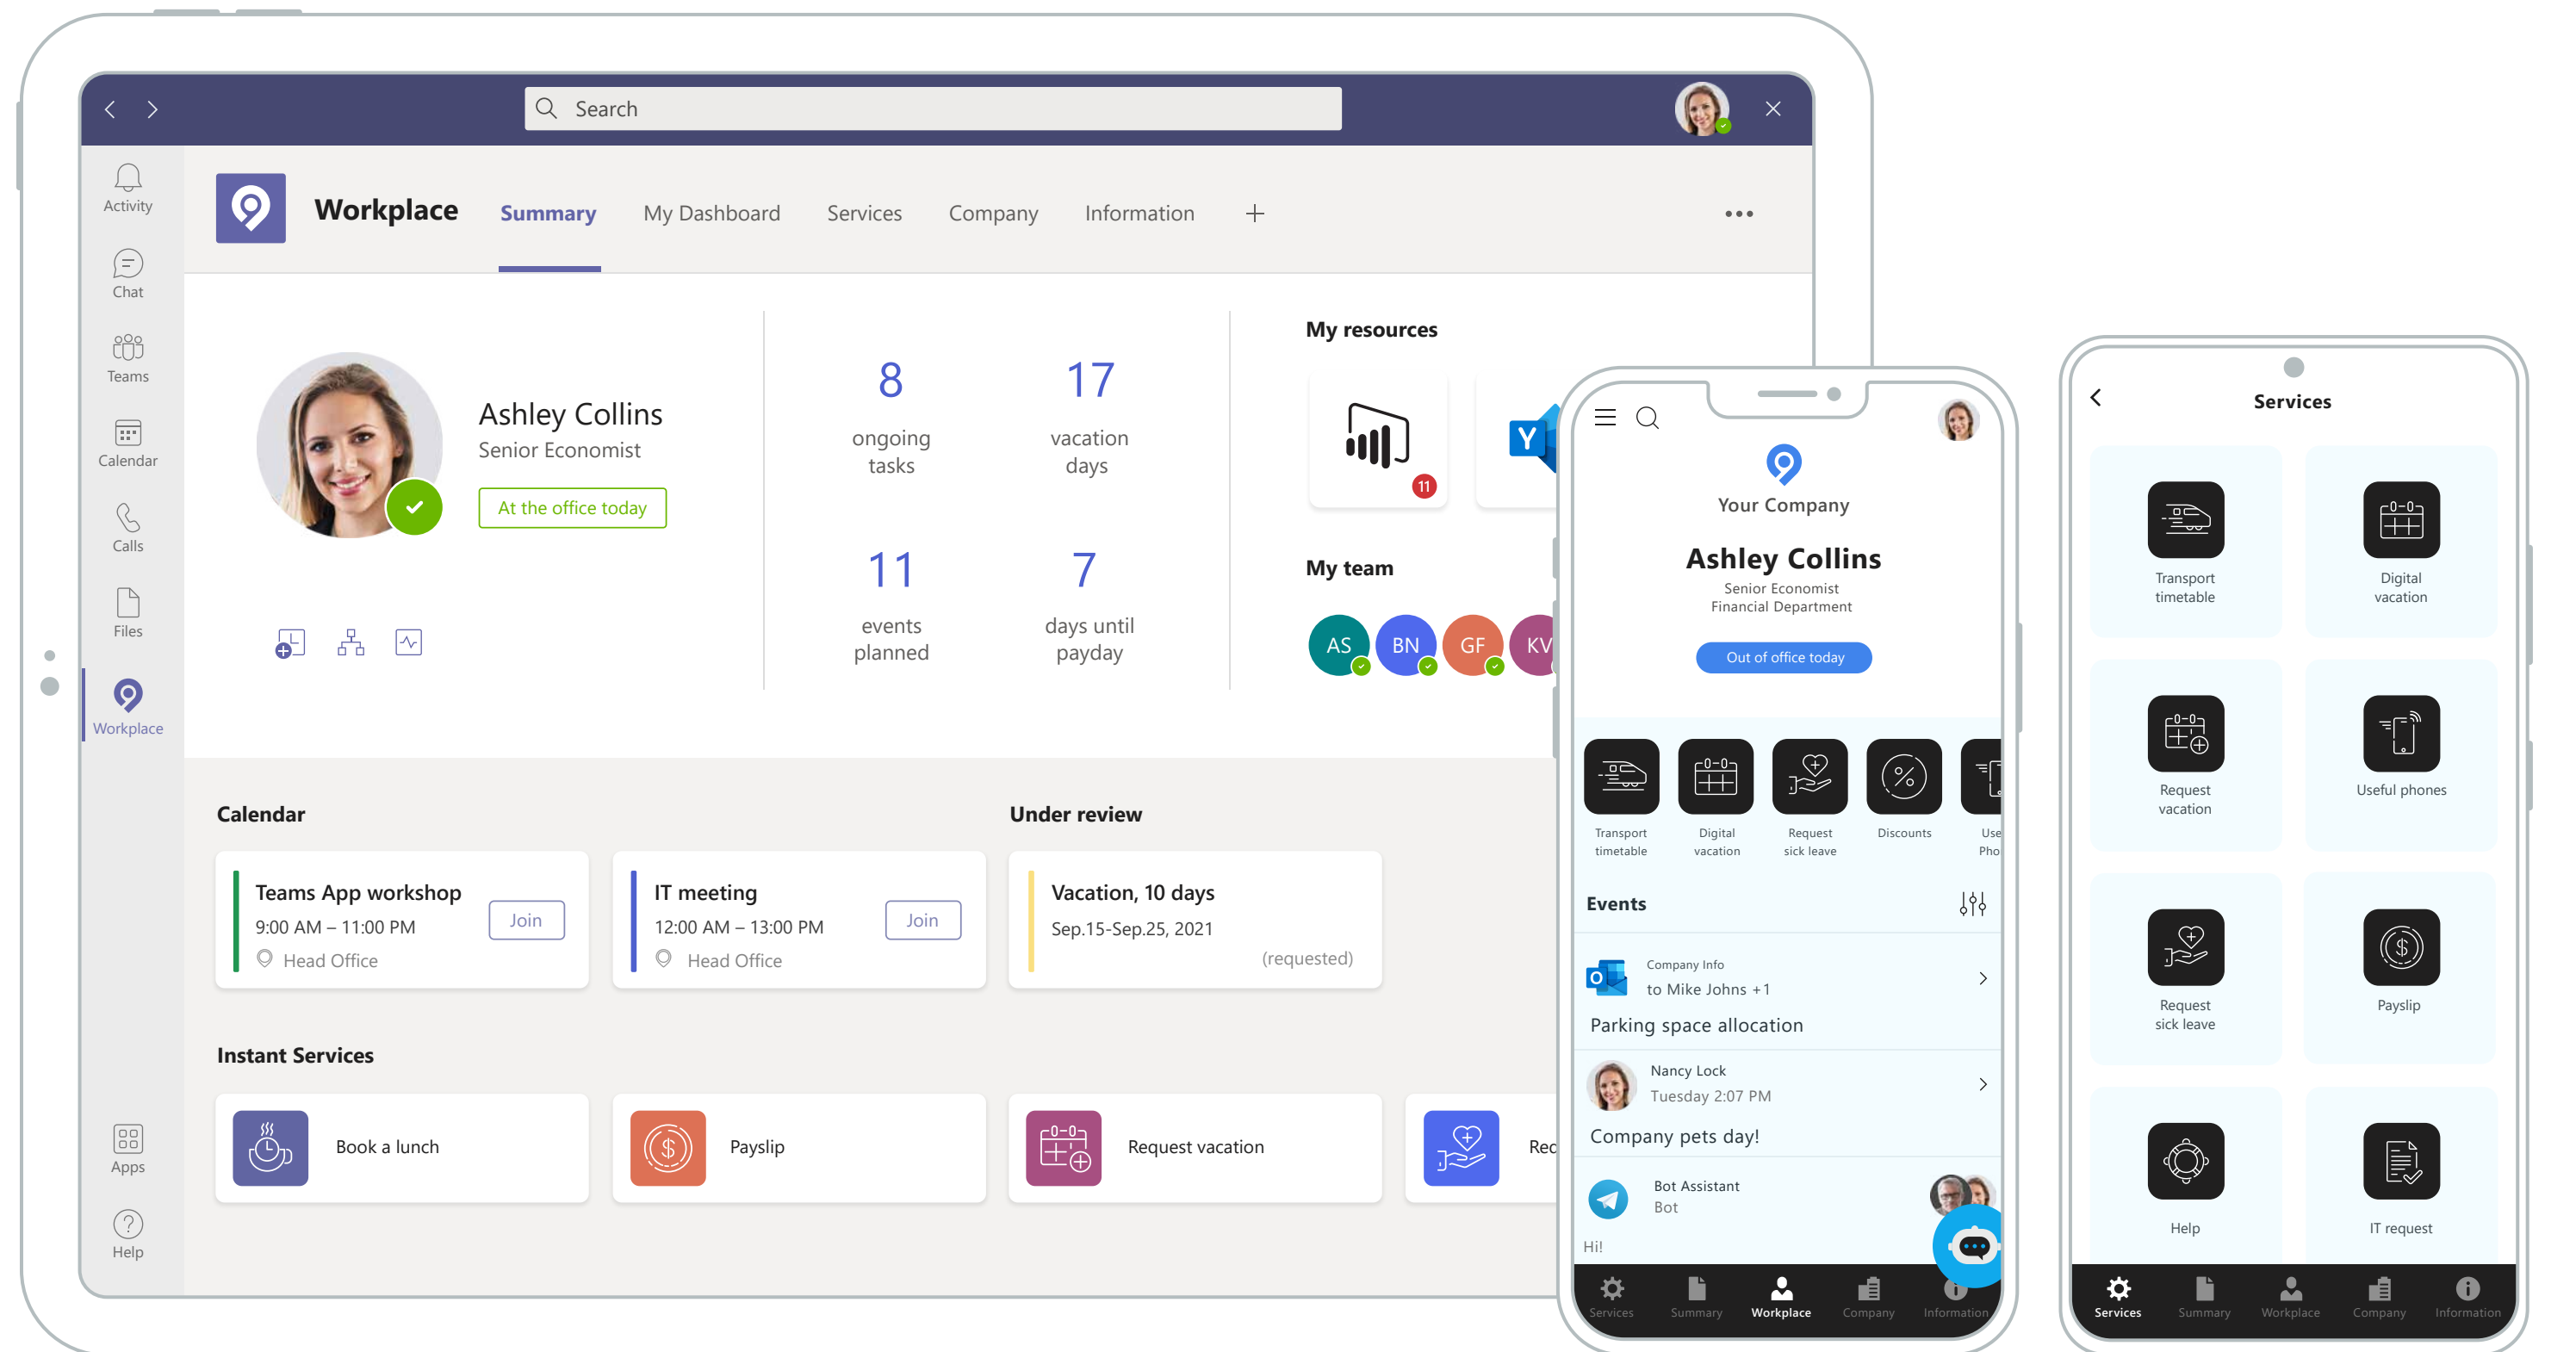 Search
Activity
Chat
Teams
Calendar
Calls
Files
Workplace
Apps
Help
Workplace Summary My Dashboard Services Company Information
Ashley Collins
Senior Economist
At the office today
8
ongoing
tasks
17
vacation
days
11
events
planned
7
days until
payday
My resources
11
Y
My team
AS BN GF KV
Calendar
Teams App workshop
9:00 AM – 11:00 PM
Head Office
Join
IT meeting
12:00 AM – 13:00 PM
Head Office
Join
Under review
Vacation, 10 days
Sep.15-Sep.25, 2021
(requested)
Instant Services
Book a lunch
Payslip
Request vacation
Your Company
Ashley Collins
Senior Economist
Financial Department
Out of office today
Transport
timetable
Digital
vacation
Request
sick leave
Discounts
Events
O
Company Info
to Mike Johns +1
Parking space allocation
Nancy Lock
Tuesday 2:07 PM
Company pets day!
Bot Assistant
Bot
Hi!
Services Summary Workplace Company Information
Services
Transport
timetable
Digital
vacation
Request
vacation
Useful phones
Request
sick leave
Payslip
Help
IT request
Services Summary Workplace Company Information